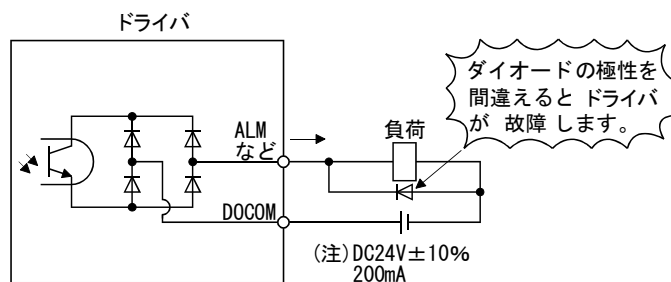 ドライバ
ダイオードの極性を
間違えると ドライバ
が 故障 します。
ALM
など
負荷
DOCOM
(注) DC24V±10%
200mA